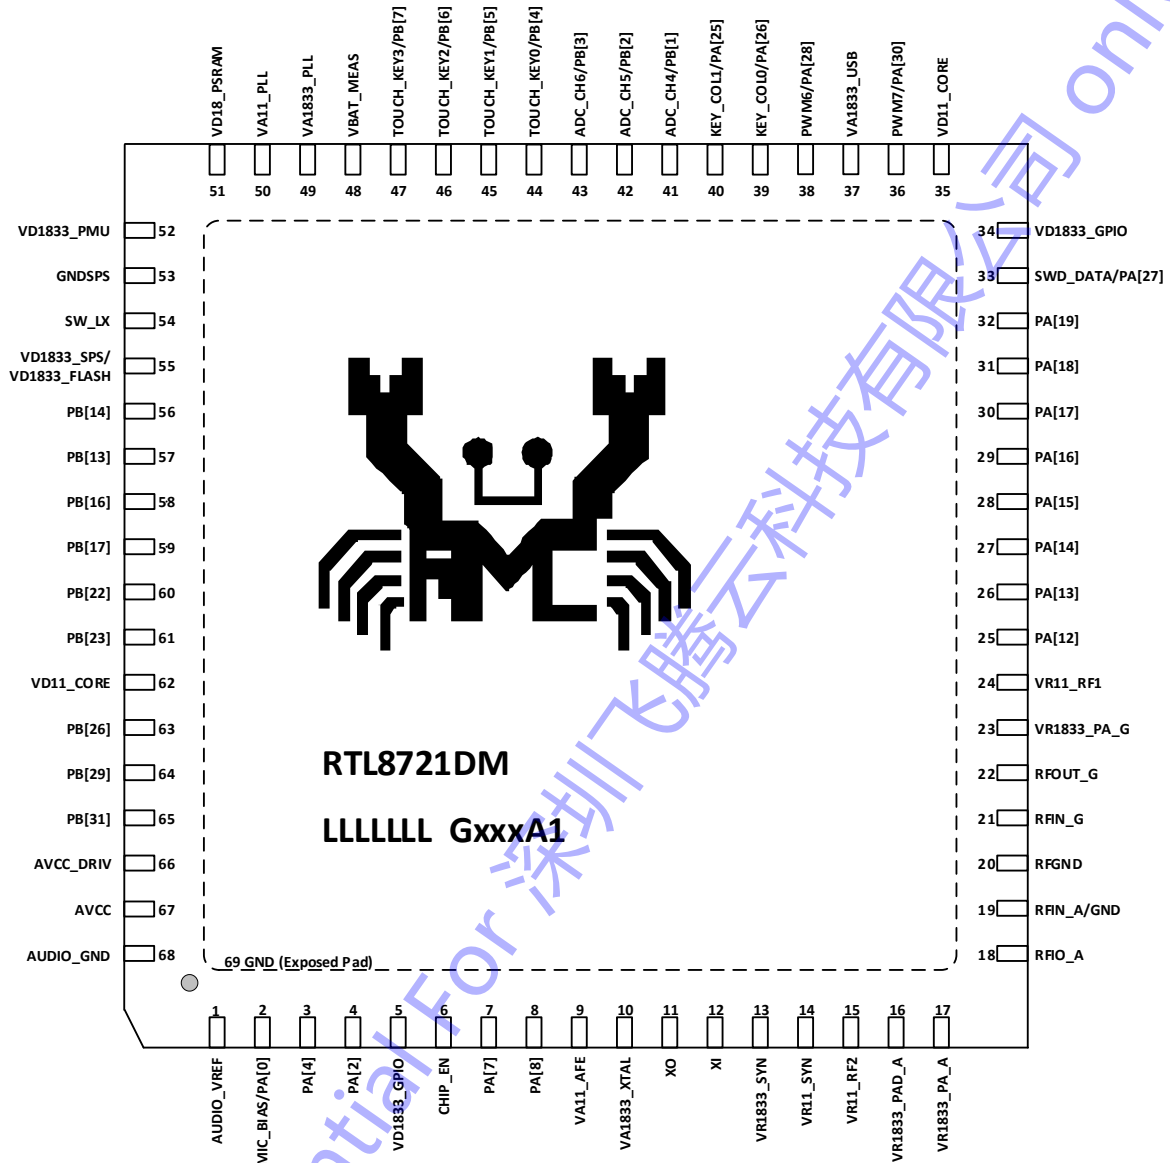 VD18_PSRAM
VA11_PLL
VA1833_PLL
VBAT_MEAS
TOUCH_KEY3/PB[7]
TOUCH_KEY2/PB[6]
TOUCH_KEY1/PB[5]
TOUCH_KEY0/PB[4]
ADC_CH6/PB[3]
ADC_CH5/PB[2]
ADC_CH4/PB[1]
KEY_COL1/PA[25]
KEY_COL0/PA[26]
PWM6/PA[28]
VA1833_USB
PWM7/PA[30]
VD11_CORE
51 50 49 48 47 46 45 44 43 42 41 40 39 38 37 36 35
VD1833_PMU 52
GNDSPS 53
SW_LX 54
VD1833_SPS/
VD1833_FLASH 55
PB[14] 56
PB[13] 57
PB[16] 58
PB[17] 59
PB[22] 60
PB[23] 61
VD11_CORE 62
PB[26] 63
PB[29] 64
PB[31] 65
AVCC_DRIV 66
AVCC 67
AUDIO_GND 68
34 VD1833_GPIO
33 SWD_DATA/PA[27]
32 PA[19]
31 PA[18]
30 PA[17]
29 PA[16]
28 PA[15]
27 PA[14]
26 PA[13]
25 PA[12]
24 VR11_RF1
23 VR1833_PA_G
22 RFOUT_G
21 RFIN_G
20 RFGND
19 RFIN_A/GND
18 RFIO_A
AMC
RTL8721DM
LLLLLLL GxxxA1
69 GND (Exposed Pad)
1 2 3 4 5 6 7 8 9 10 11 12 13 14 15 16 17
AUDIO_VREF
MIC_BIAS/PA[0]
PA[4]
PA[2]
VD1833_GPIO
CHIP_EN
PA[7]
PA[8]
VA11_AFE
VA1833_XTAL
XO
XI
VR1833_SYN
VR11_SYN
VR11_RF2
VR1833_PAD_A
VR1833_PA_A
For 深圳飞腾云科技有限公司